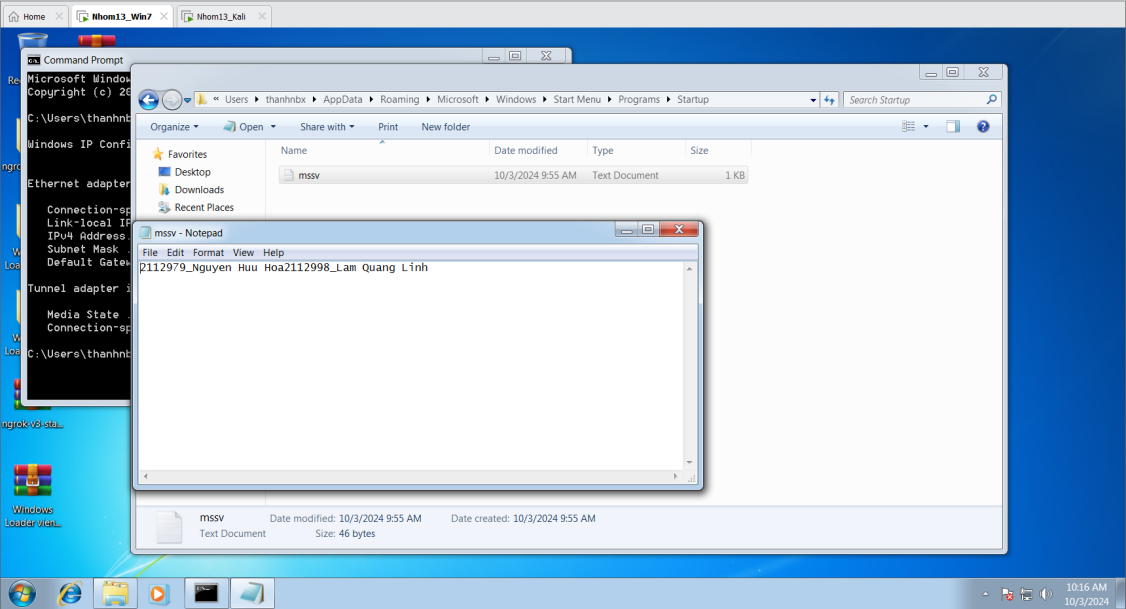 Home
Nhom13_Win7
Nhom13_Kali
Command Prompt
Microsoft Window
Copyright (c) 20
C:\Users\thanhnb
Windows IP Confi
Ethernet adapter
Connection-sp
Link-local IP
IPv4 Address.
Subnet Mask .
Default Gatew
Tunnel adapter i
Media State .
Connection-sp
C:\Users\thanhnb
« Users thanhnbx AppData Roaming Microsoft Windows Start Menu Programs Startup
Search Startup
Organize Open Share with Print New folder
Favorites
Desktop
Downloads
Recent Places
Name Date modified Type Size
mssv 10/3/2024 9:55 AM Text Document 1 KB
mssv - Notepad
File Edit Format View Help
2112979_Nguyen Huu Hoa2112998_Lam Quang Linh
mssv Date modified: 10/3/2024 9:55 AM Date created: 10/3/2024 9:55 AM
Text Document Size: 46 bytes
Re
ngro
W
Loa
W
Loa
ngrok-v3-sta...
Windows
Loader vien...
10:16 AM
10/3/2024